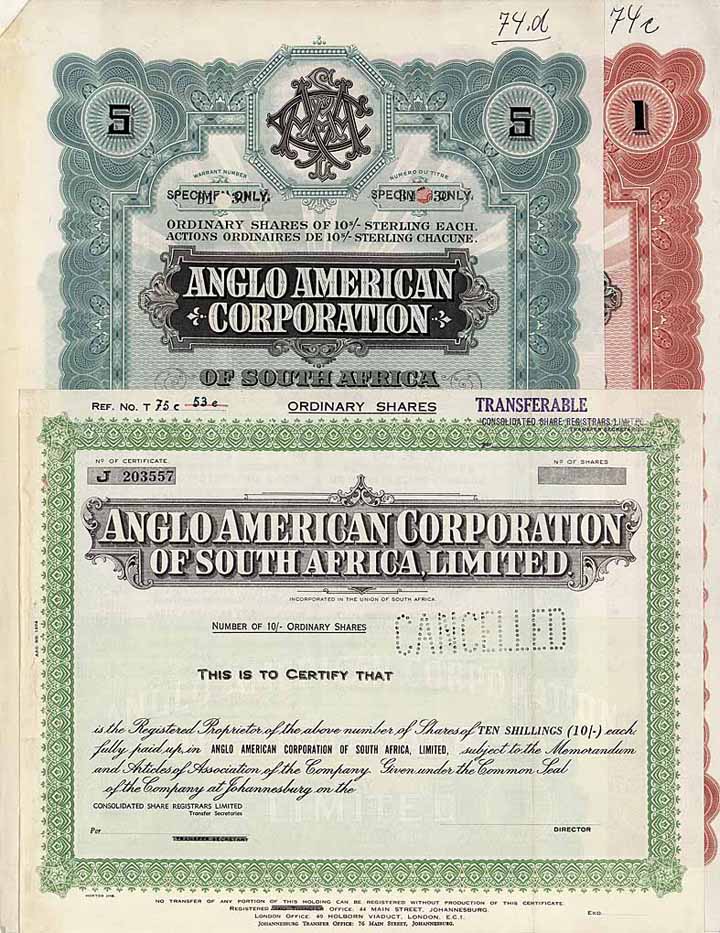 74.d
74c
5
5
1
WARRANT NUMBER
NUMERO DU TITRE
SPECIMEN ONLY.
SPECIMEN ONLY.
ORDINARY SHARES OF 10/- STERLING EACH.
ACTIONS ORDINAIRES DE 10/- STERLING CHACUNE.
ANGLO AMERICAN
CORPORATION
OF SOUTH AFRICA
REF. No. T 75 c 53 e
ORDINARY SHARES
TRANSFERABLE
CONSOLIDATED SHARE REGISTRARS LIMITED
TRANSFER SECRETARIES
No OF CERTIFICATE.
No OF SHARES
J 203557
ANGLO AMERICAN CORPORATION
OF SOUTH AFRICA, LIMITED.
INCORPORATED IN THE UNION OF SOUTH AFRICA.
NUMBER OF 10/- ORDINARY SHARES
CANCELLED
THIS IS TO CERTIFY THAT
is the Registered Proprietor of the above number of Shares of TEN SHILLINGS (10/-) each
fully paid up, in ANGLO AMERICAN CORPORATION OF SOUTH AFRICA, LIMITED, subject to the Memorandum
and Articles of Association of the Company. Given under the Common Seal
of the Company at Johannesburg on the
LIMITED
CONSOLIDATED SHARE REGISTRARS LIMITED
Transfer Secretaries
Per
TRANSFER SECRETARY
DIRECTOR
NO TRANSFER OF ANY PORTION OF THIS HOLDING CAN BE REGISTERED WITHOUT PRODUCTION OF THIS CERTIFICATE.
REGISTERED AND TRANSFER OFFICE: 44 MAIN STREET, JOHANNESBURG.
LONDON OFFICE: 40 HOLBORN VIADUCT, LONDON, E.C.1.
JOHANNESBURG TRANSFER OFFICE: 76 MAIN STREET, JOHANNESBURG.
EXD.